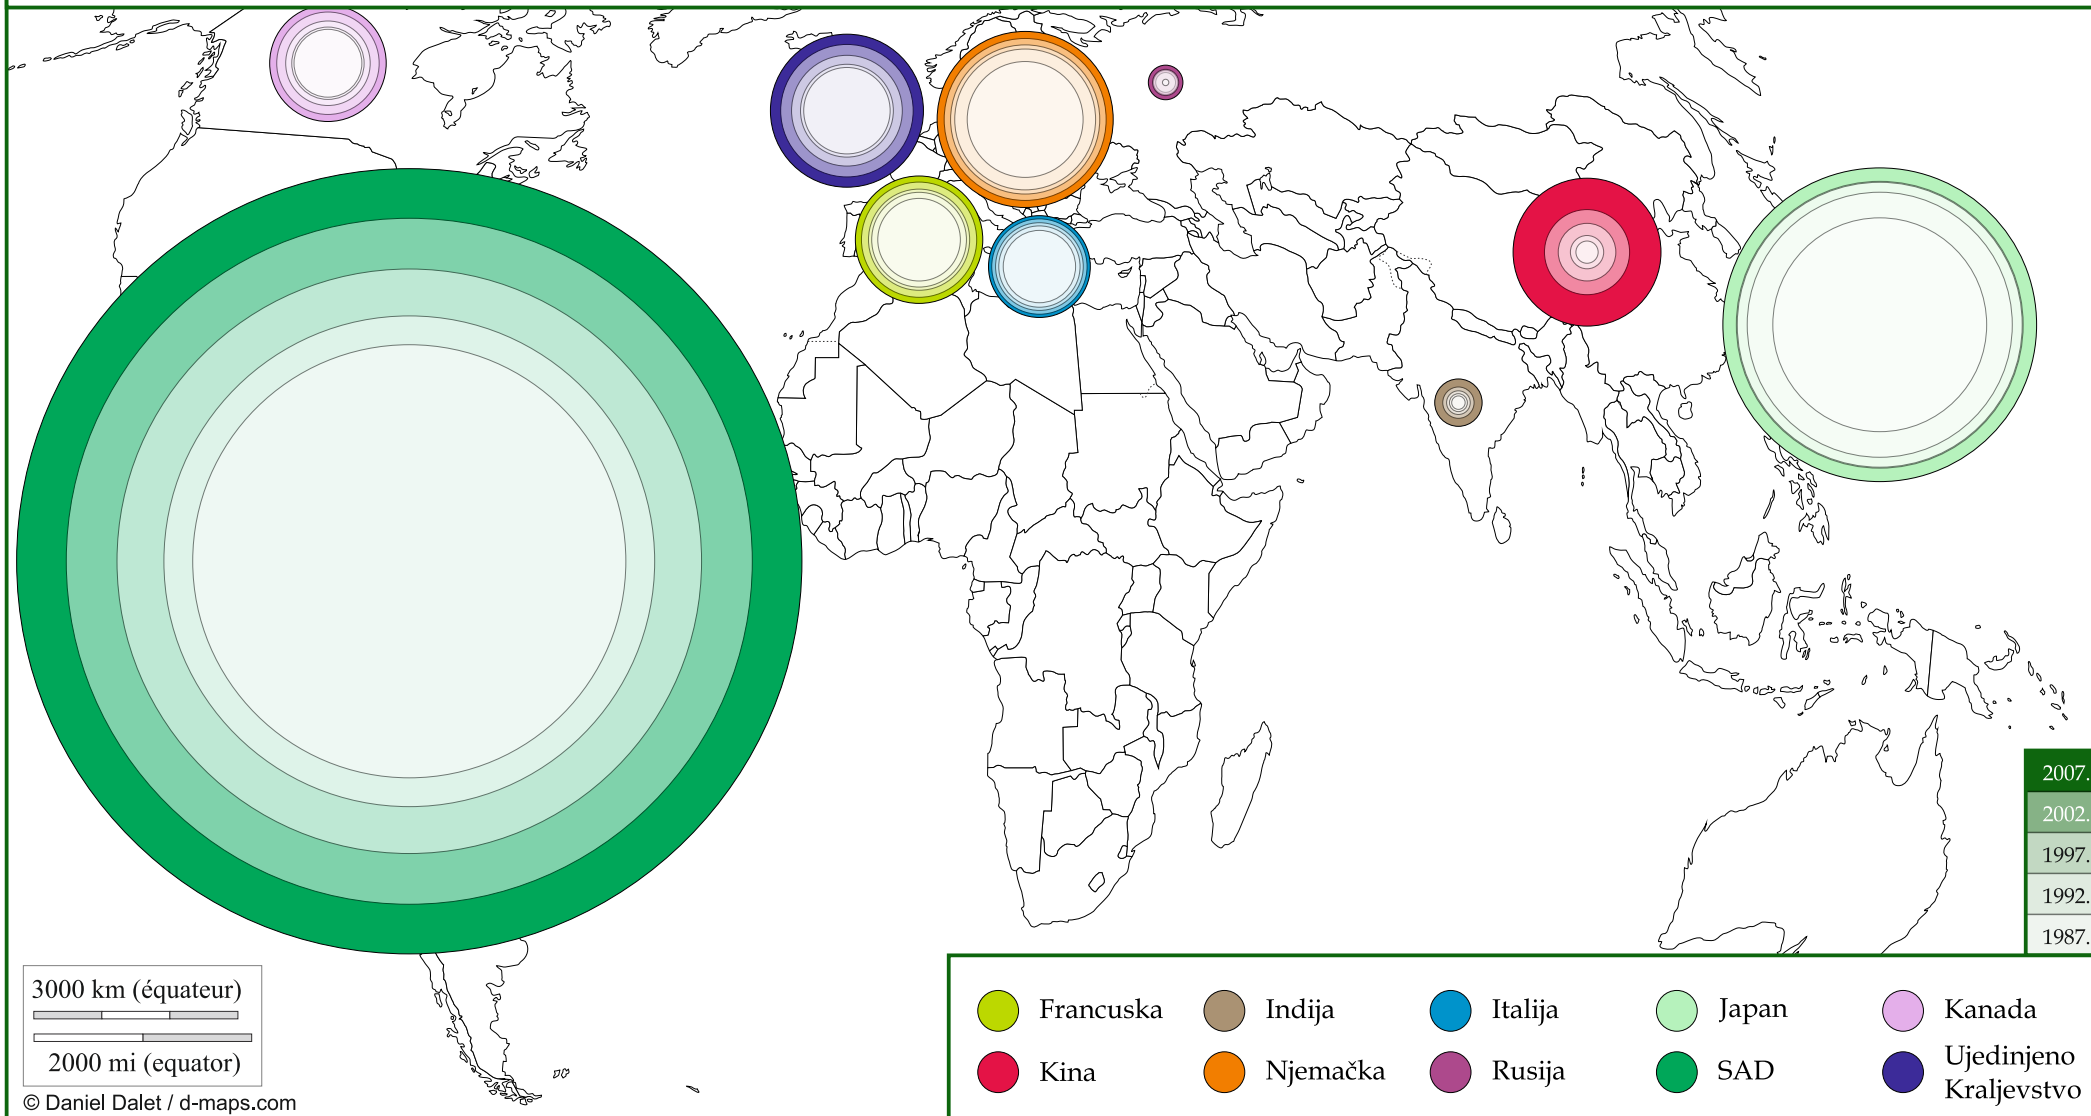 2007.
2002.
1997.
1992.
1987.
3000 km (équateur)
2000 mi (equator)
© Daniel Dalet / d-maps.com
Francuska
Indija
Italija
Japan
Kanada
Kina
Njemačka
Rusija
SAD
Ujedinjeno
Kraljevstvo